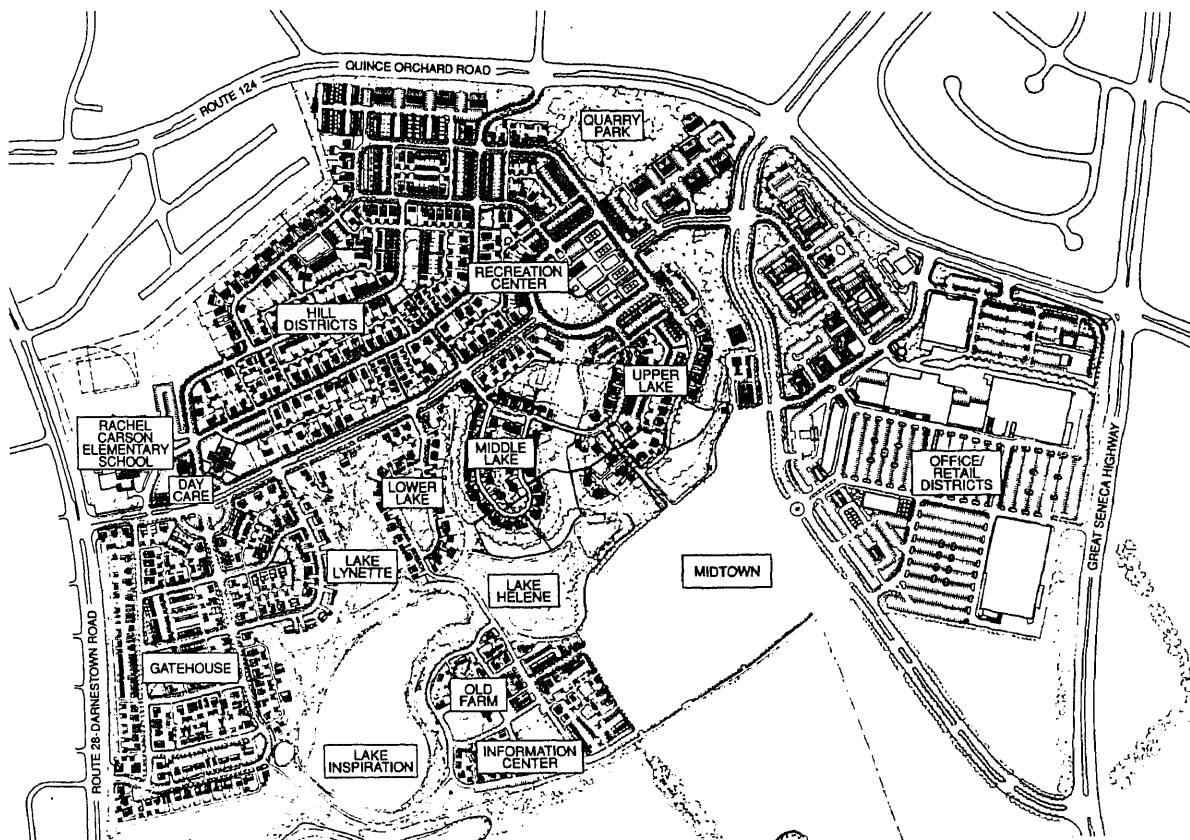 QUINCE ORCHARD ROAD
ROUTE 124
QUARRY
PARK
RECREATION
CENTER
HILL
DISTRICTS
UPPER
LAKE
RACHEL
CARSON
ELEMENTARY
SCHOOL
MIDDLE
LAKE
OFFICE/
RETAIL
DISTRICTS
DAY
CARE
LOWER
LAKE
GREAT SENECA HIGHWAY
LAKE
LYNETTE
MIDTOWN
LAKE
HELENE
ROUTE 28-DARNESTOWN ROAD
GATEHOUSE
OLD
FARM
LAKE
INSPIRATION
INFORMATION
CENTER